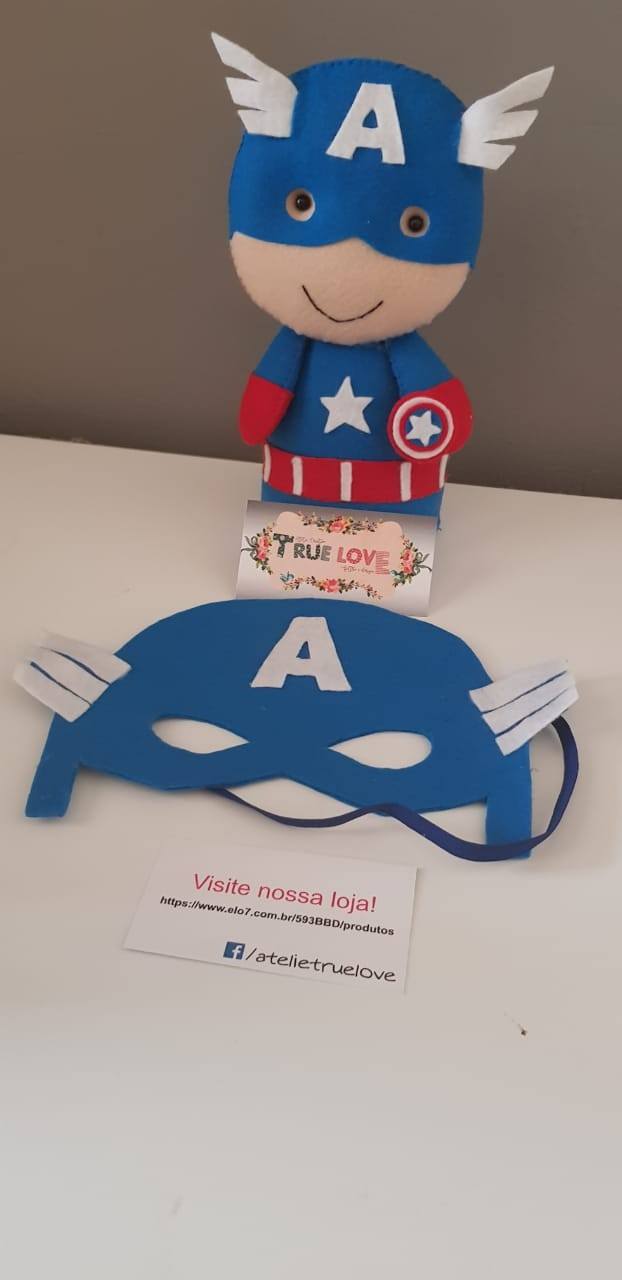 A
TRUE LOVE
A
Visite nossa loja!
https://www.elo7.com.br/593BBD/produtos
f/atelietruelove